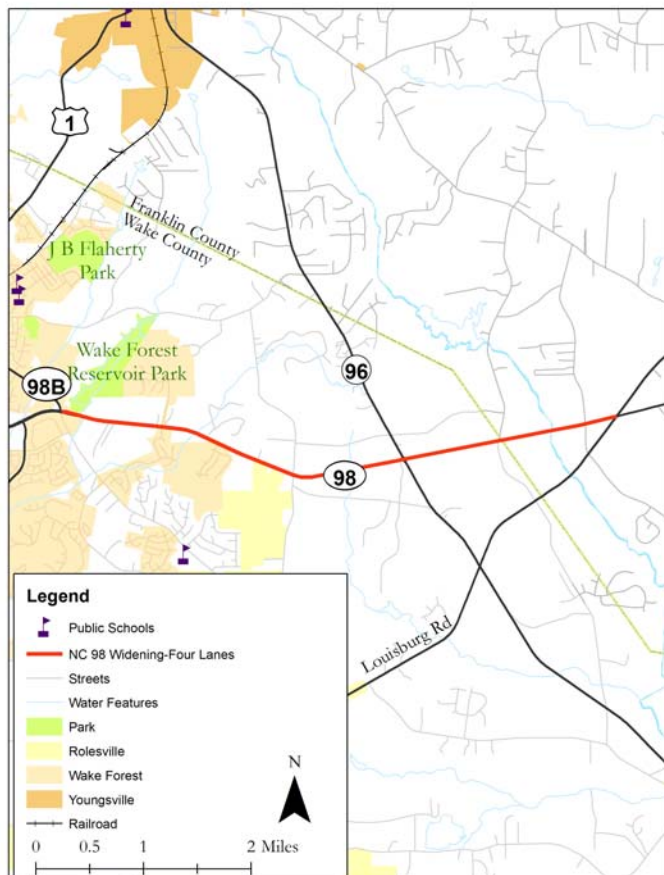 1
Franklin County
Wake County
J B Flaherty
Park
Wake Forest
Reservoir Park
98B
96
98
Louisburg Rd
Legend
Public Schools
NC 98 Widening-Four Lanes
Streets
Water Features
Park
Rolesville
Wake Forest
Youngsville
Railroad
N
0 0.5 1 2 Miles